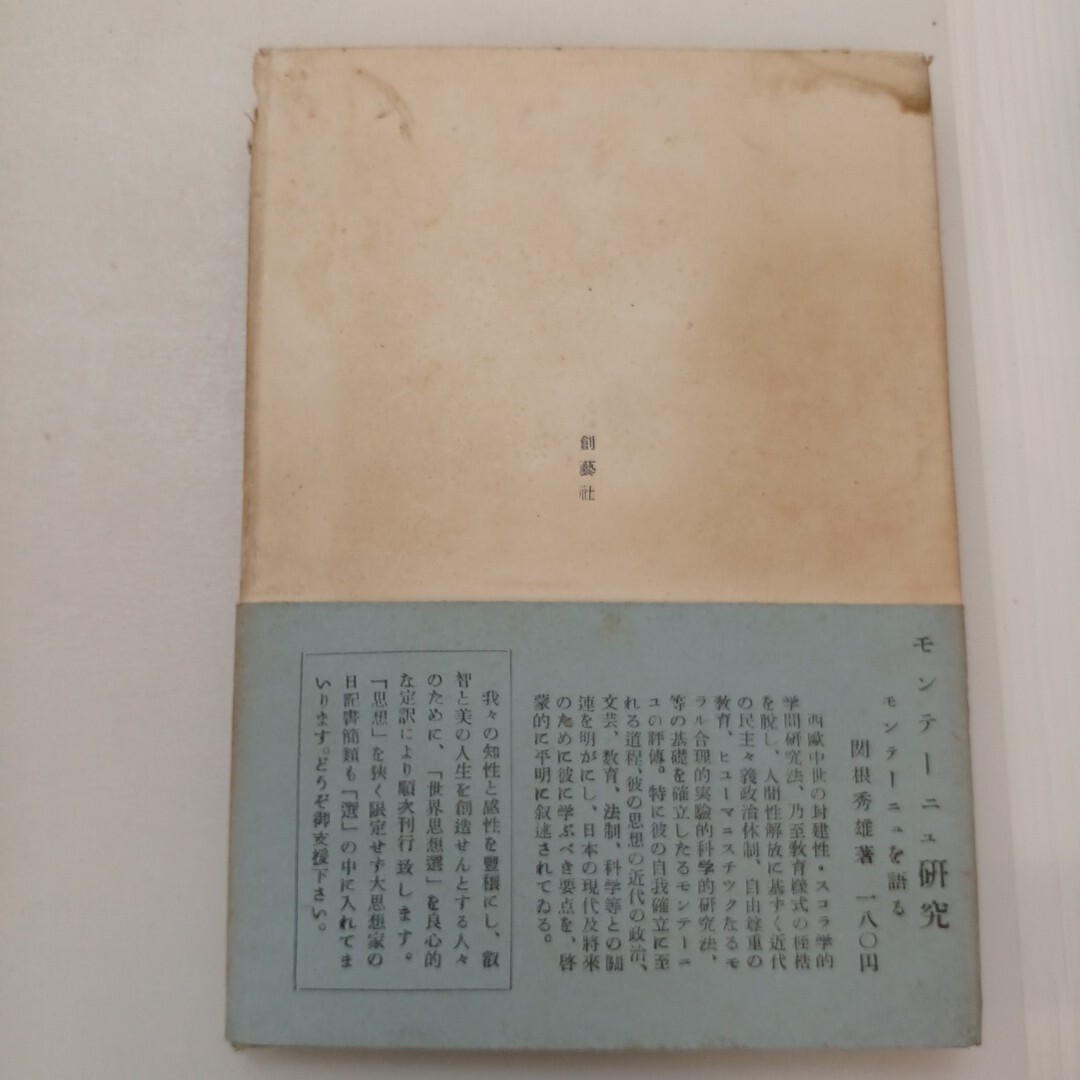 創藝社
モンテーニュ研究
モンテーニュを語る
関根秀雄著 一八〇円
西歐中世の封建性・スコラ学的
学問研究法、乃至敎育樣式の桎梏
を脫し、人間性解放に基ずく近代
の民主々義政治体制、自由尊重の
敎育、ヒューマニスチックなるモ
ラル合理的実驗的科学的硏究法、
等の基礎を確立したるモンテーニ
ュの評傳。特に彼の自我確立に至
れる道程、彼の思想の近代の政治、
文芸、敎育、法制、科学等との關
連を明がにし、日本の現代及將來
のために彼に学ぶべき要点を、啓
蒙的に平明に叙述されてゐる。
我々の知性と感性を豐穰にし、叡
智と美の人生を創造せんとする人々
のために、「世界思想選」を良心的
な定訳により順次刊行致します。
「思想」を狭く限定せず大思想家の
日記書簡類も「選」の中に入れてま
いります。どうぞ御支援下さい。